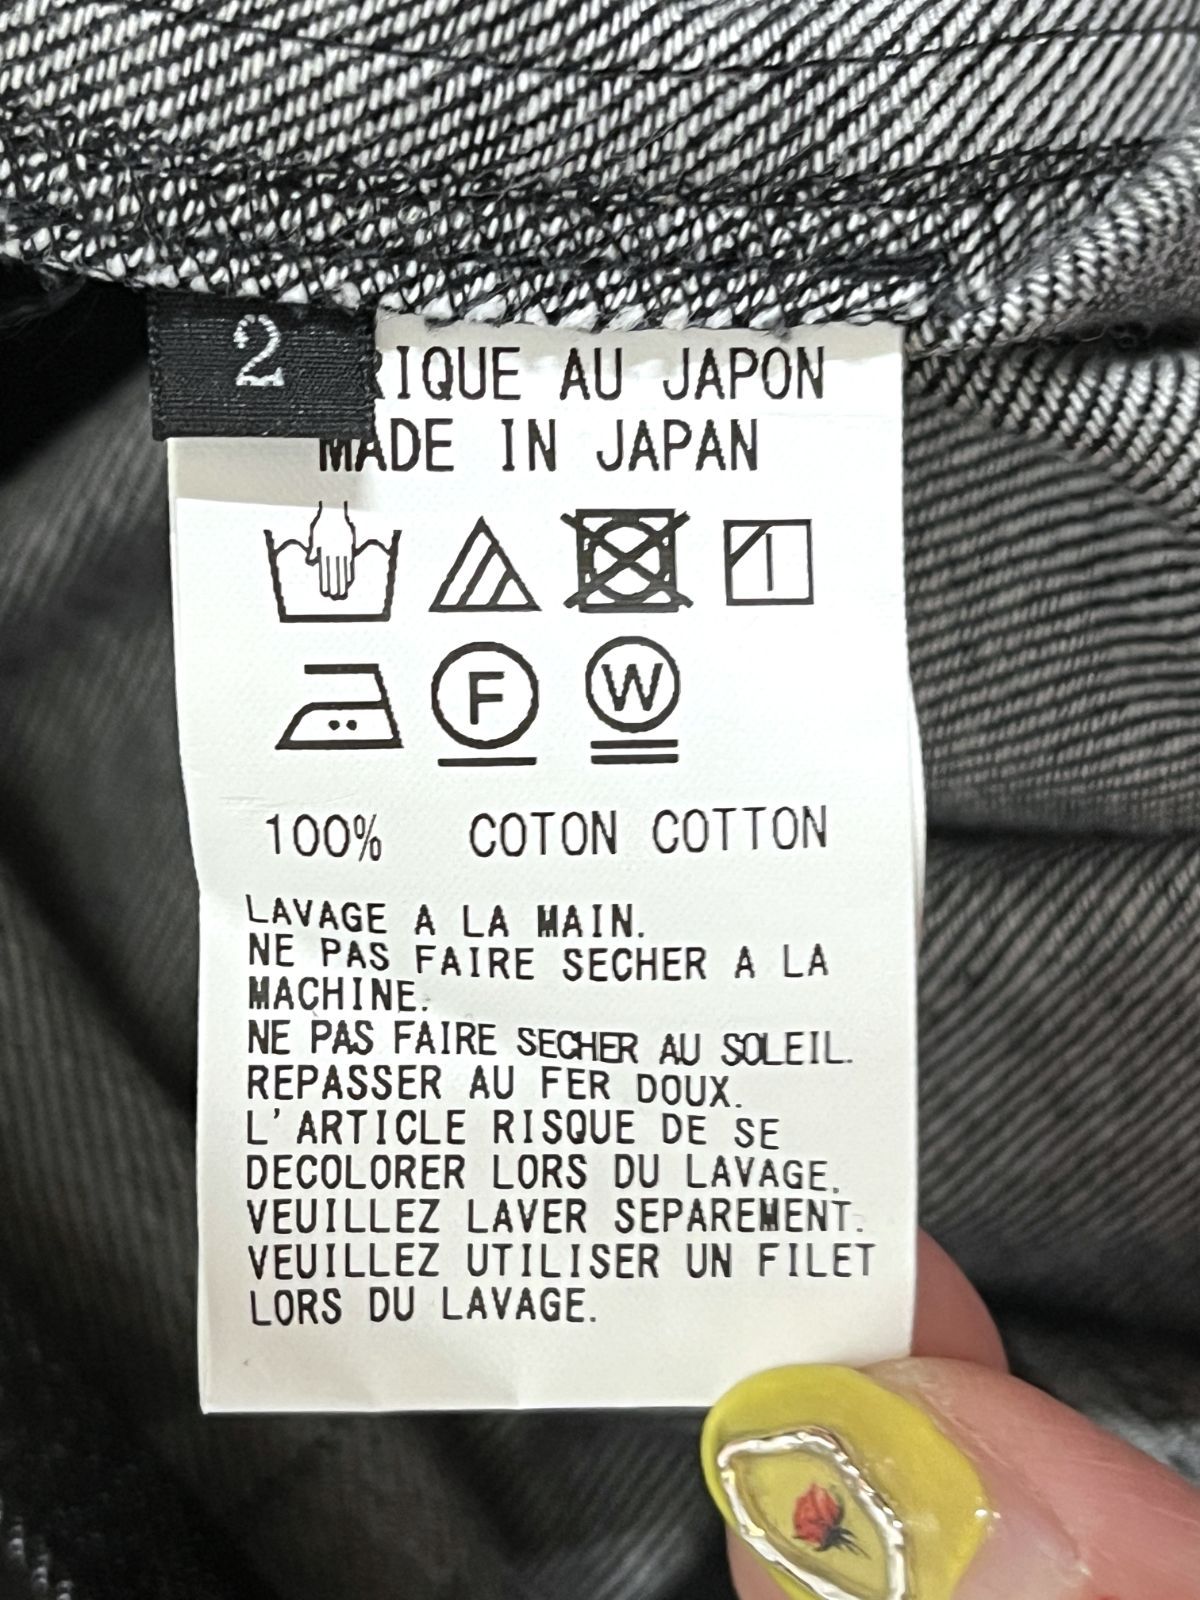 2
RIQUE AU JAPON
MADE IN JAPAN
F
W
100% COTON COTTON
LAVAGE A LA MAIN.
NE PAS FAIRE SECHER A LA
MACHINE.
NE PAS FAIRE SECHER AU SOLEIL.
REPASSER AU FER DOUX.
L'ARTICLE RISQUE DE SE
DECOLORER LORS DU LAVAGE.
VEUILLEZ LAVER SEPAREMENT.
VEUILLEZ UTILISER UN FILET
LORS DU LAVAGE.